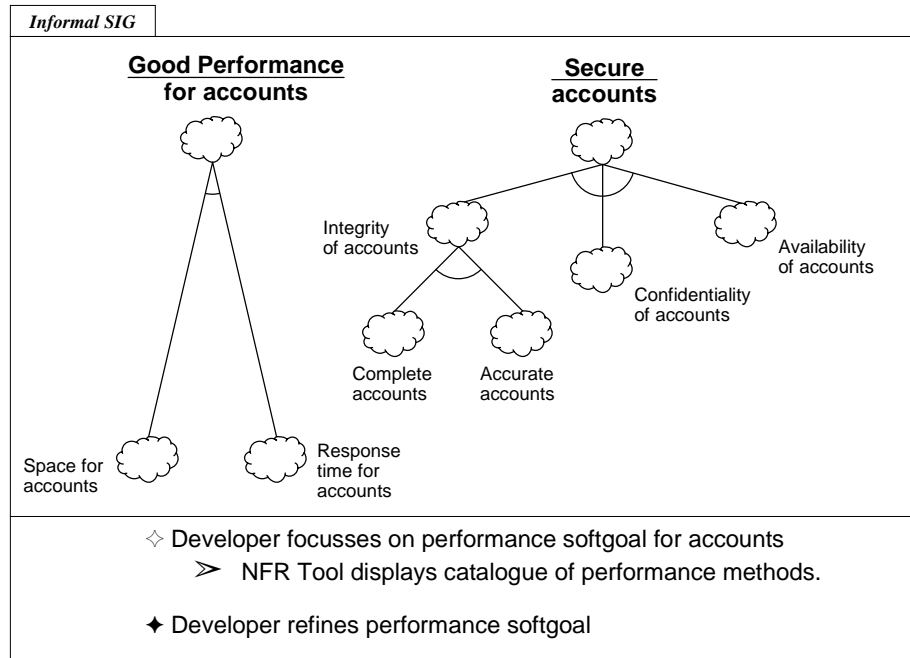 Informal SIG
Good Performance
for accounts
Secure
accounts
Integrity
of accounts
Availability
of accounts
Confidentiality
of accounts
Complete
accounts
Accurate
accounts
Space for
accounts
Response
time for
accounts
Developer focusses on performance softgoal for accounts
NFR Tool displays catalogue of performance methods.
Developer refines performance softgoal